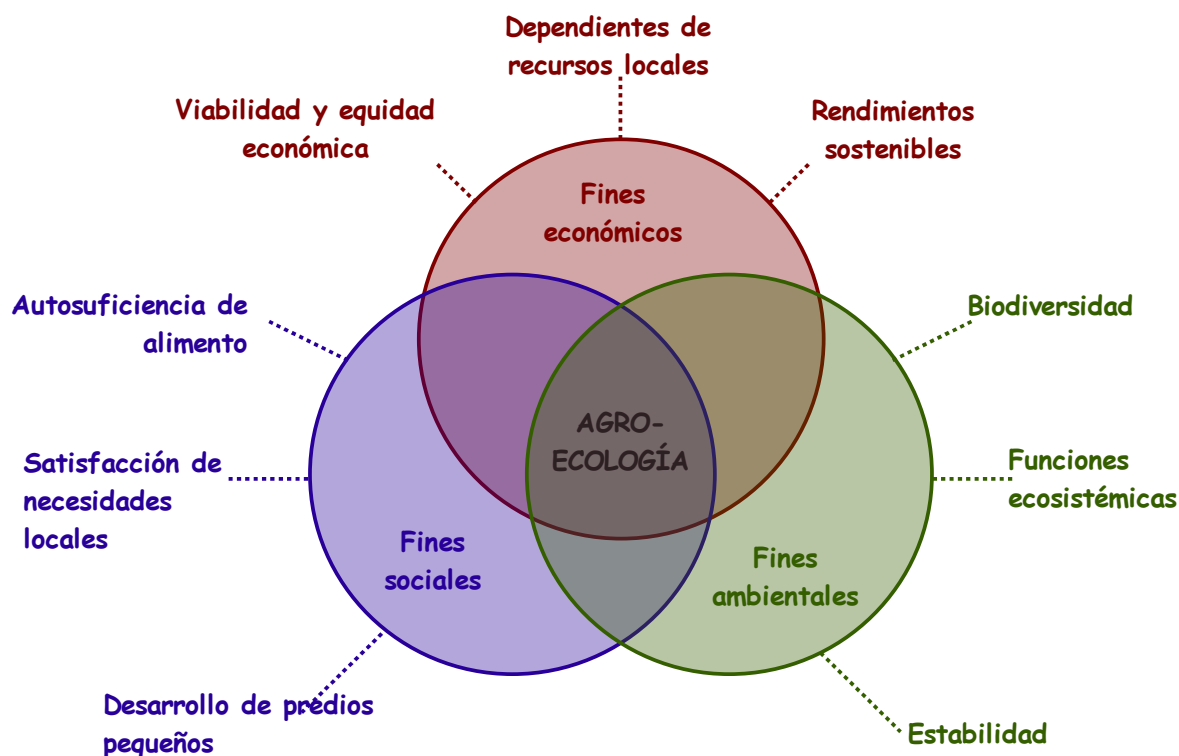 Dependientes de
recursos locales
Viabilidad y equidad
económica
Rendimientos
sostenibles
Fines
económicos
Autosuficiencia de
alimento
Biodiversidad
AGRO-
ECOLOGÍA
Satisfacción de
necesidades
locales
Funciones
ecosistémicas
Fines
sociales
Fines
ambientales
Desarrollo de predios
pequeños
Estabilidad